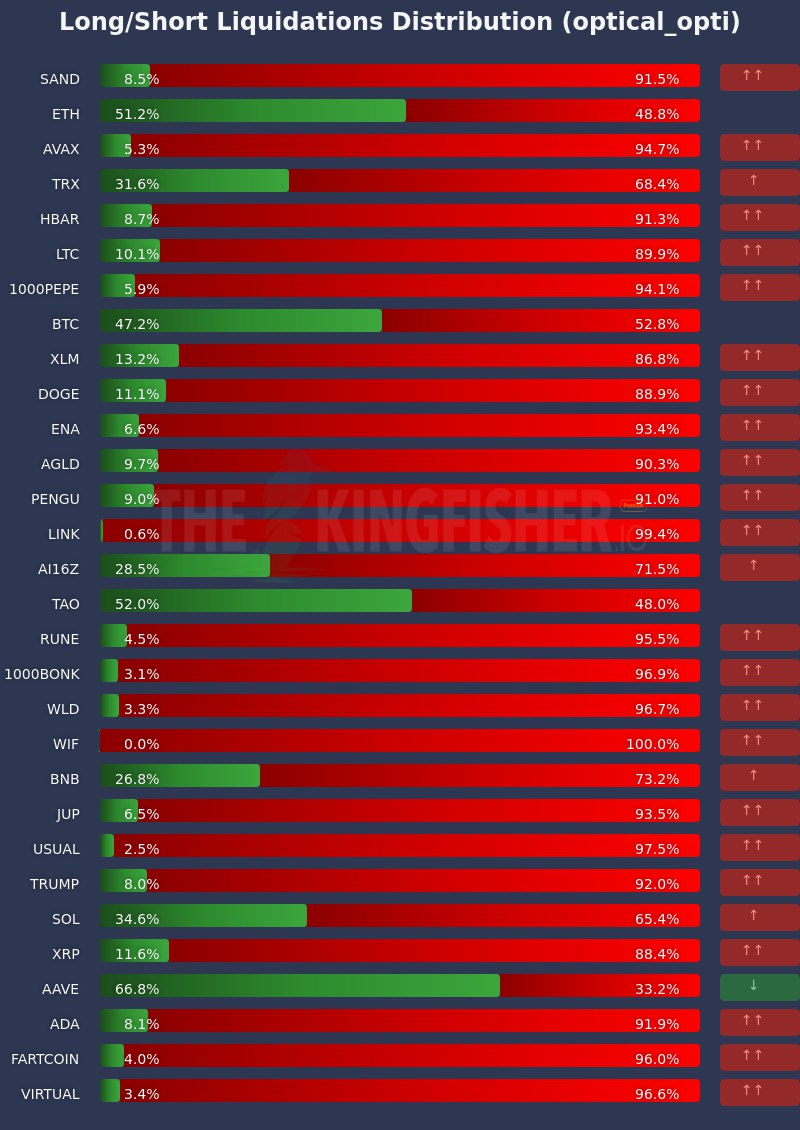 Long/Short Liquidations Distribution (optical_opti)
SAND 8.5% 91.5% ↑↑
ETH 51.2% 48.8%
AVAX 5.3% 94.7% ↑↑
TRX 31.6% 68.4% ↑
HBAR 8.7% 91.3% ↑↑
LTC 10.1% 89.9% ↑↑
1000PEPE 5.9% 94.1% ↑↑
BTC 47.2% 52.8%
XLM 13.2% 86.8% ↑↑
DOGE 11.1% 88.9% ↑↑
ENA 6.6% 93.4% ↑↑
AGLD 9.7% 90.3% ↑↑
PENGU 9.0% 91.0% ↑↑
THE KINGFISHER.IO
LINK 0.6% 99.4% ↑↑
AI16Z 28.5% 71.5% ↑
TAO 52.0% 48.0%
RUNE 4.5% 95.5% ↑↑
1000BONK 3.1% 96.9% ↑↑
WLD 3.3% 96.7% ↑↑
WIF 0.0% 100.0% ↑↑
BNB 26.8% 73.2% ↑
JUP 6.5% 93.5% ↑↑
USUAL 2.5% 97.5% ↑↑
TRUMP 8.0% 92.0% ↑↑
SOL 34.6% 65.4% ↑
XRP 11.6% 88.4% ↑↑
AAVE 66.8% 33.2% ↓
ADA 8.1% 91.9% ↑↑
FARTCOIN 4.0% 96.0% ↑↑
VIRTUAL 3.4% 96.6% ↑↑